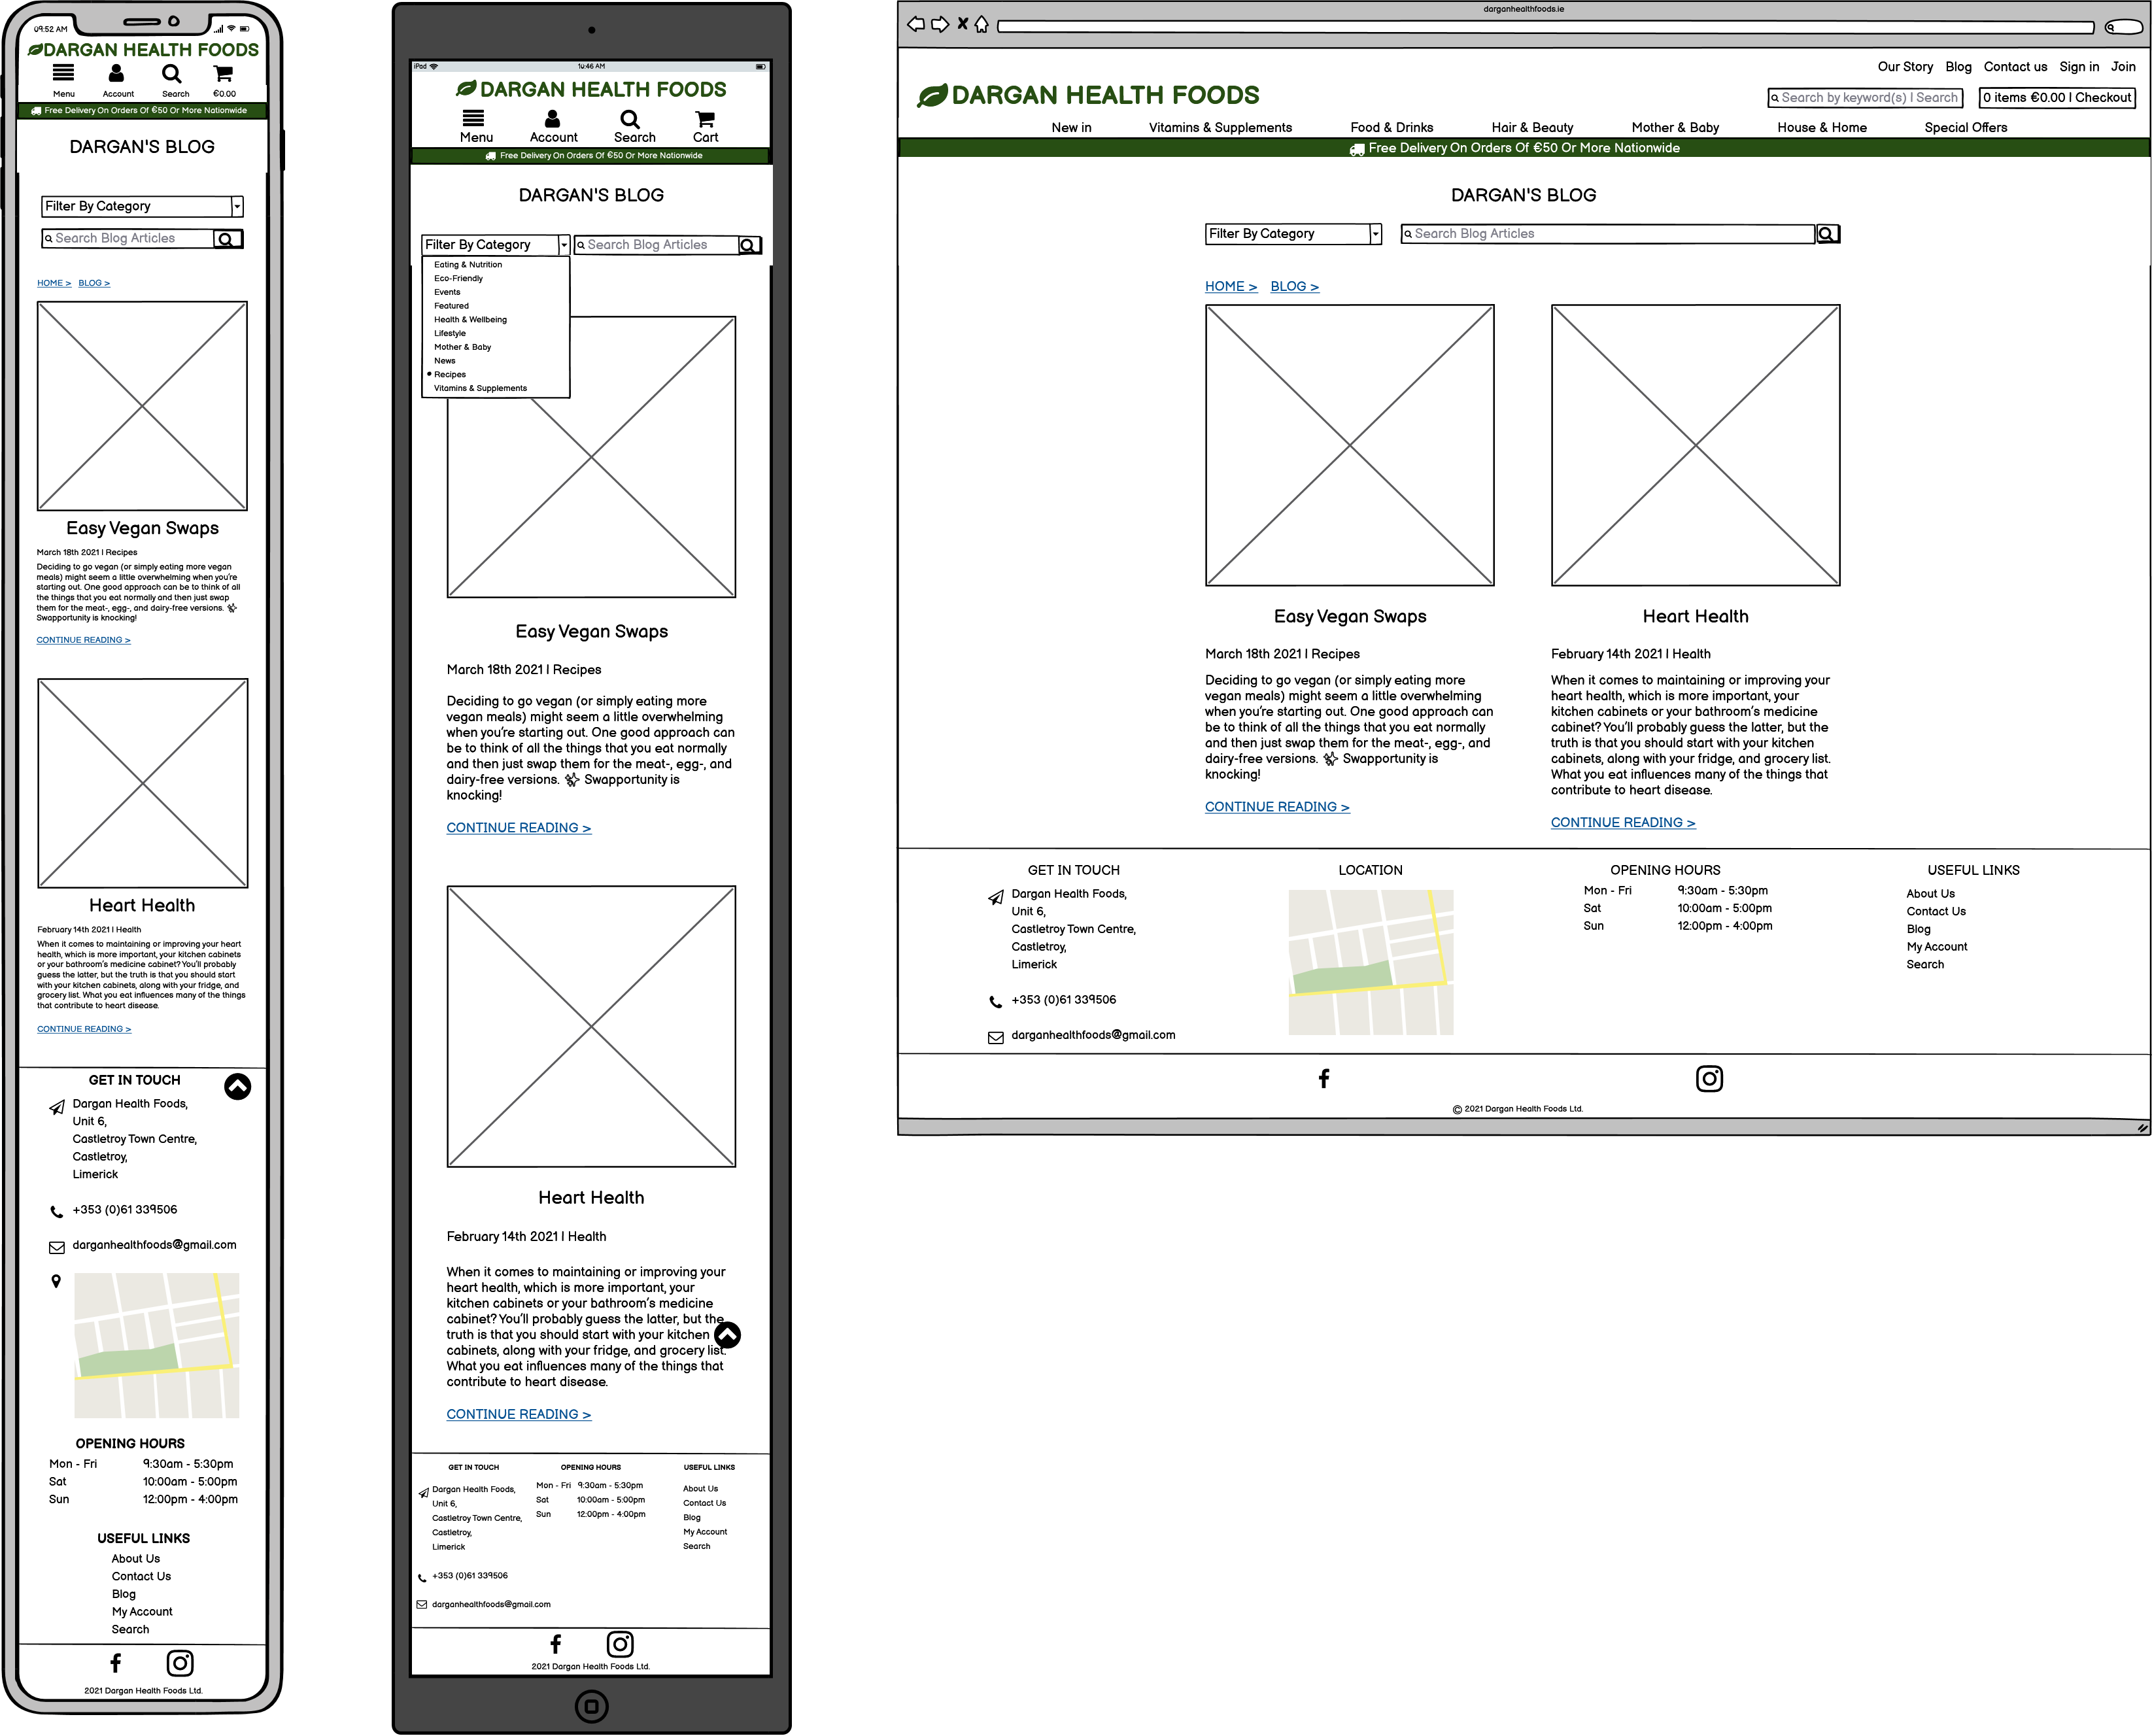 09:52 AM
DARGAN HEALTH FOODS
Menu Account Search €0.00
Free Delivery On Orders Of €50 Or More Nationwide
DARGAN'S BLOG
Filter By Category
Search Blog Articles
HOME > BLOG >
Easy Vegan Swaps
March 18th 2021 | Recipes
Deciding to go vegan (or simply eating more vegan
meals) might seem a little overwhelming when you're
starting out. One good approach can be to think of all
the things that you eat normally and then just swap
them for the meat-, egg-, and dairy-free versions. ✨
Swapportunity is knocking!
CONTINUE READING >
Heart Health
February 14th 2021 | Health
When it comes to maintaining or improving your heart
health, which is more important, your kitchen cabinets
or your bathroom's medicine cabinet? You'll probably
guess the latter, but the truth is that you should start
with your kitchen cabinets, along with your fridge, and
grocery list. What you eat influences many of the things
that contribute to heart disease.
CONTINUE READING >
GET IN TOUCH
Dargan Health Foods,
Unit 6,
Castletroy Town Centre,
Castletroy,
Limerick
+353 (0)61 339506
darganhealthfoods@gmail.com
OPENING HOURS
Mon - Fri 9:30am - 5:30pm
Sat 10:00am - 5:00pm
Sun 12:00pm - 4:00pm
USEFUL LINKS
About Us
Contact Us
Blog
My Account
Search
2021 Dargan Health Foods Ltd.
iPad 10:46 AM
DARGAN HEALTH FOODS
Menu Account Search Cart
Free Delivery On Orders Of €50 Or More Nationwide
DARGAN'S BLOG
Filter By Category Search Blog Articles
Eating & Nutrition
Eco-Friendly
Events
Featured
Health & Wellbeing
Lifestyle
Mother & Baby
News
• Recipes
Vitamins & Supplements
Easy Vegan Swaps
March 18th 2021 | Recipes
Deciding to go vegan (or simply eating more
vegan meals) might seem a little overwhelming
when you're starting out. One good approach can
be to think of all the things that you eat normally
and then just swap them for the meat-, egg-, and
dairy-free versions. ✨ Swapportunity is
knocking!
CONTINUE READING >
Heart Health
February 14th 2021 | Health
When it comes to maintaining or improving your
heart health, which is more important, your
kitchen cabinets or your bathroom's medicine
cabinet? You'll probably guess the latter, but the
truth is that you should start with your kitchen
cabinets, along with your fridge, and grocery list.
What you eat influences many of the things that
contribute to heart disease.
CONTINUE READING >
GET IN TOUCH
Dargan Health Foods,
Unit 6,
Castletroy Town Centre,
Castletroy,
Limerick
+353 (0)61 339506
darganhealthfoods@gmail.com
OPENING HOURS
Mon - Fri 9:30am - 5:30pm
Sat 10:00am - 5:00pm
Sun 12:00pm - 4:00pm
USEFUL LINKS
About Us
Contact Us
Blog
My Account
Search
2021 Dargan Health Foods Ltd.
darganhealthfoods.ie
Our Story Blog Contact us Sign in Join
DARGAN HEALTH FOODS
Search by keyword(s) | Search 0 items €0.00 | Checkout
New in Vitamins & Supplements Food & Drinks Hair & Beauty Mother & Baby House & Home Special Offers
Free Delivery On Orders Of €50 Or More Nationwide
DARGAN'S BLOG
Filter By Category Search Blog Articles
HOME > BLOG >
Easy Vegan Swaps
March 18th 2021 | Recipes
Deciding to go vegan (or simply eating more
vegan meals) might seem a little overwhelming
when you're starting out. One good approach can
be to think of all the things that you eat normally
and then just swap them for the meat-, egg-, and
dairy-free versions. ✨ Swapportunity is
knocking!
CONTINUE READING >
Heart Health
February 14th 2021 | Health
When it comes to maintaining or improving your
heart health, which is more important, your
kitchen cabinets or your bathroom's medicine
cabinet? You'll probably guess the latter, but the
truth is that you should start with your kitchen
cabinets, along with your fridge, and grocery list.
What you eat influences many of the things that
contribute to heart disease.
CONTINUE READING >
GET IN TOUCH
Dargan Health Foods,
Unit 6,
Castletroy Town Centre,
Castletroy,
Limerick
+353 (0)61 339506
darganhealthfoods@gmail.com
LOCATION
OPENING HOURS
Mon - Fri 9:30am - 5:30pm
Sat 10:00am - 5:00pm
Sun 12:00pm - 4:00pm
USEFUL LINKS
About Us
Contact Us
Blog
My Account
Search
© 2021 Dargan Health Foods Ltd.